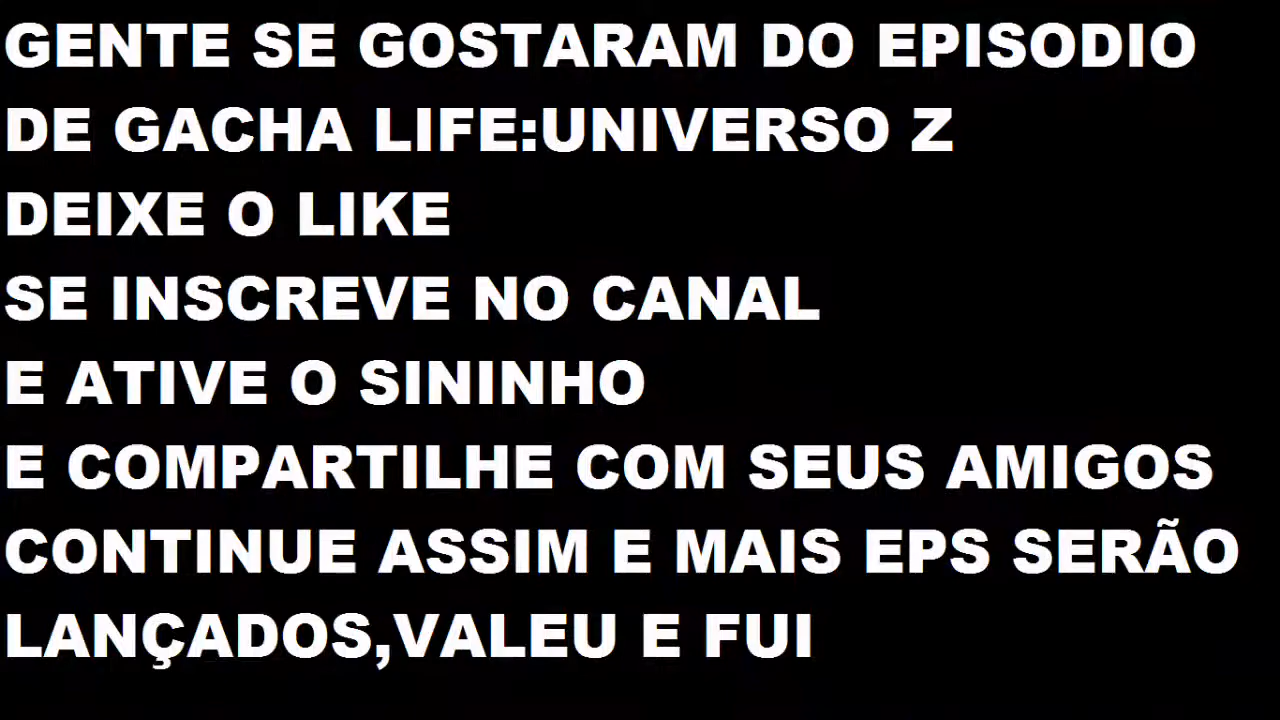 GENTE SE GOSTARAM DO EPISODIO
DE GACHA LIFE:UNIVERSO Z
DEIXE O LIKE
SE INSCREVE NO CANAL
E ATIVE O SININHO
E COMPARTILHE COM SEUS AMIGOS
CONTINUE ASSIM E MAIS EPS SERÃO
LANÇADOS,VALEU E FUI